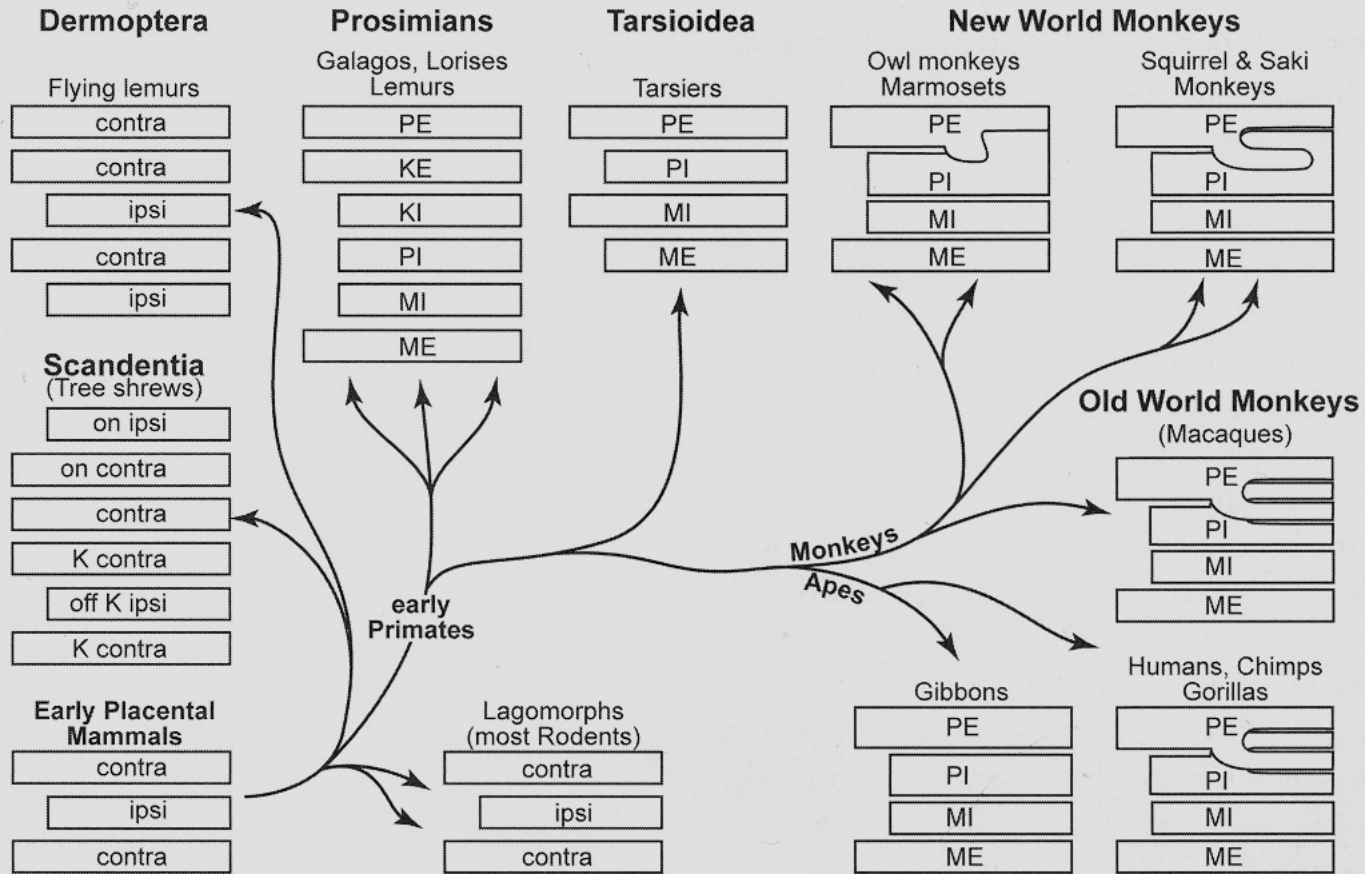 Dermoptera
Flying lemurs
contra
contra
ipsi
contra
ipsi
Scandentia
(Tree shrews)
on ipsi
on contra
contra
K contra
off K ipsi
K contra
Early Placental
Mammals
contra
ipsi
contra
Prosimians
Galagos, Lorises
Lemurs
PE
KE
KI
PI
MI
ME
early
Primates
Lagomorphs
(most Rodents)
contra
ipsi
contra
Tarsioidea
Tarsiers
PE
PI
MI
ME
New World Monkeys
Owl monkeys
Marmosets
PE
PI
MI
ME
Squirrel & Saki
Monkeys
PE
PI
MI
ME
Monkeys
Apes
Old World Monkeys
(Macaques)
PE
PI
MI
ME
Gibbons
PE
PI
MI
ME
Humans, Chimps
Gorillas
PE
PI
MI
ME